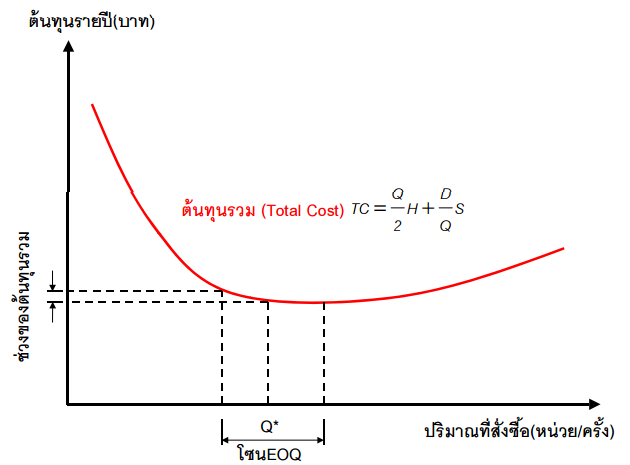 ต้นทุนรายปี(บาท)
ต้นทุนรวม (Total Cost) TC = Q/2 H + D/Q S
ช่วงของต้นทุนรวม
Q*
ปริมาณที่สั่งซื้อ(หน่วย/ครั้ง)
โซนEOQ